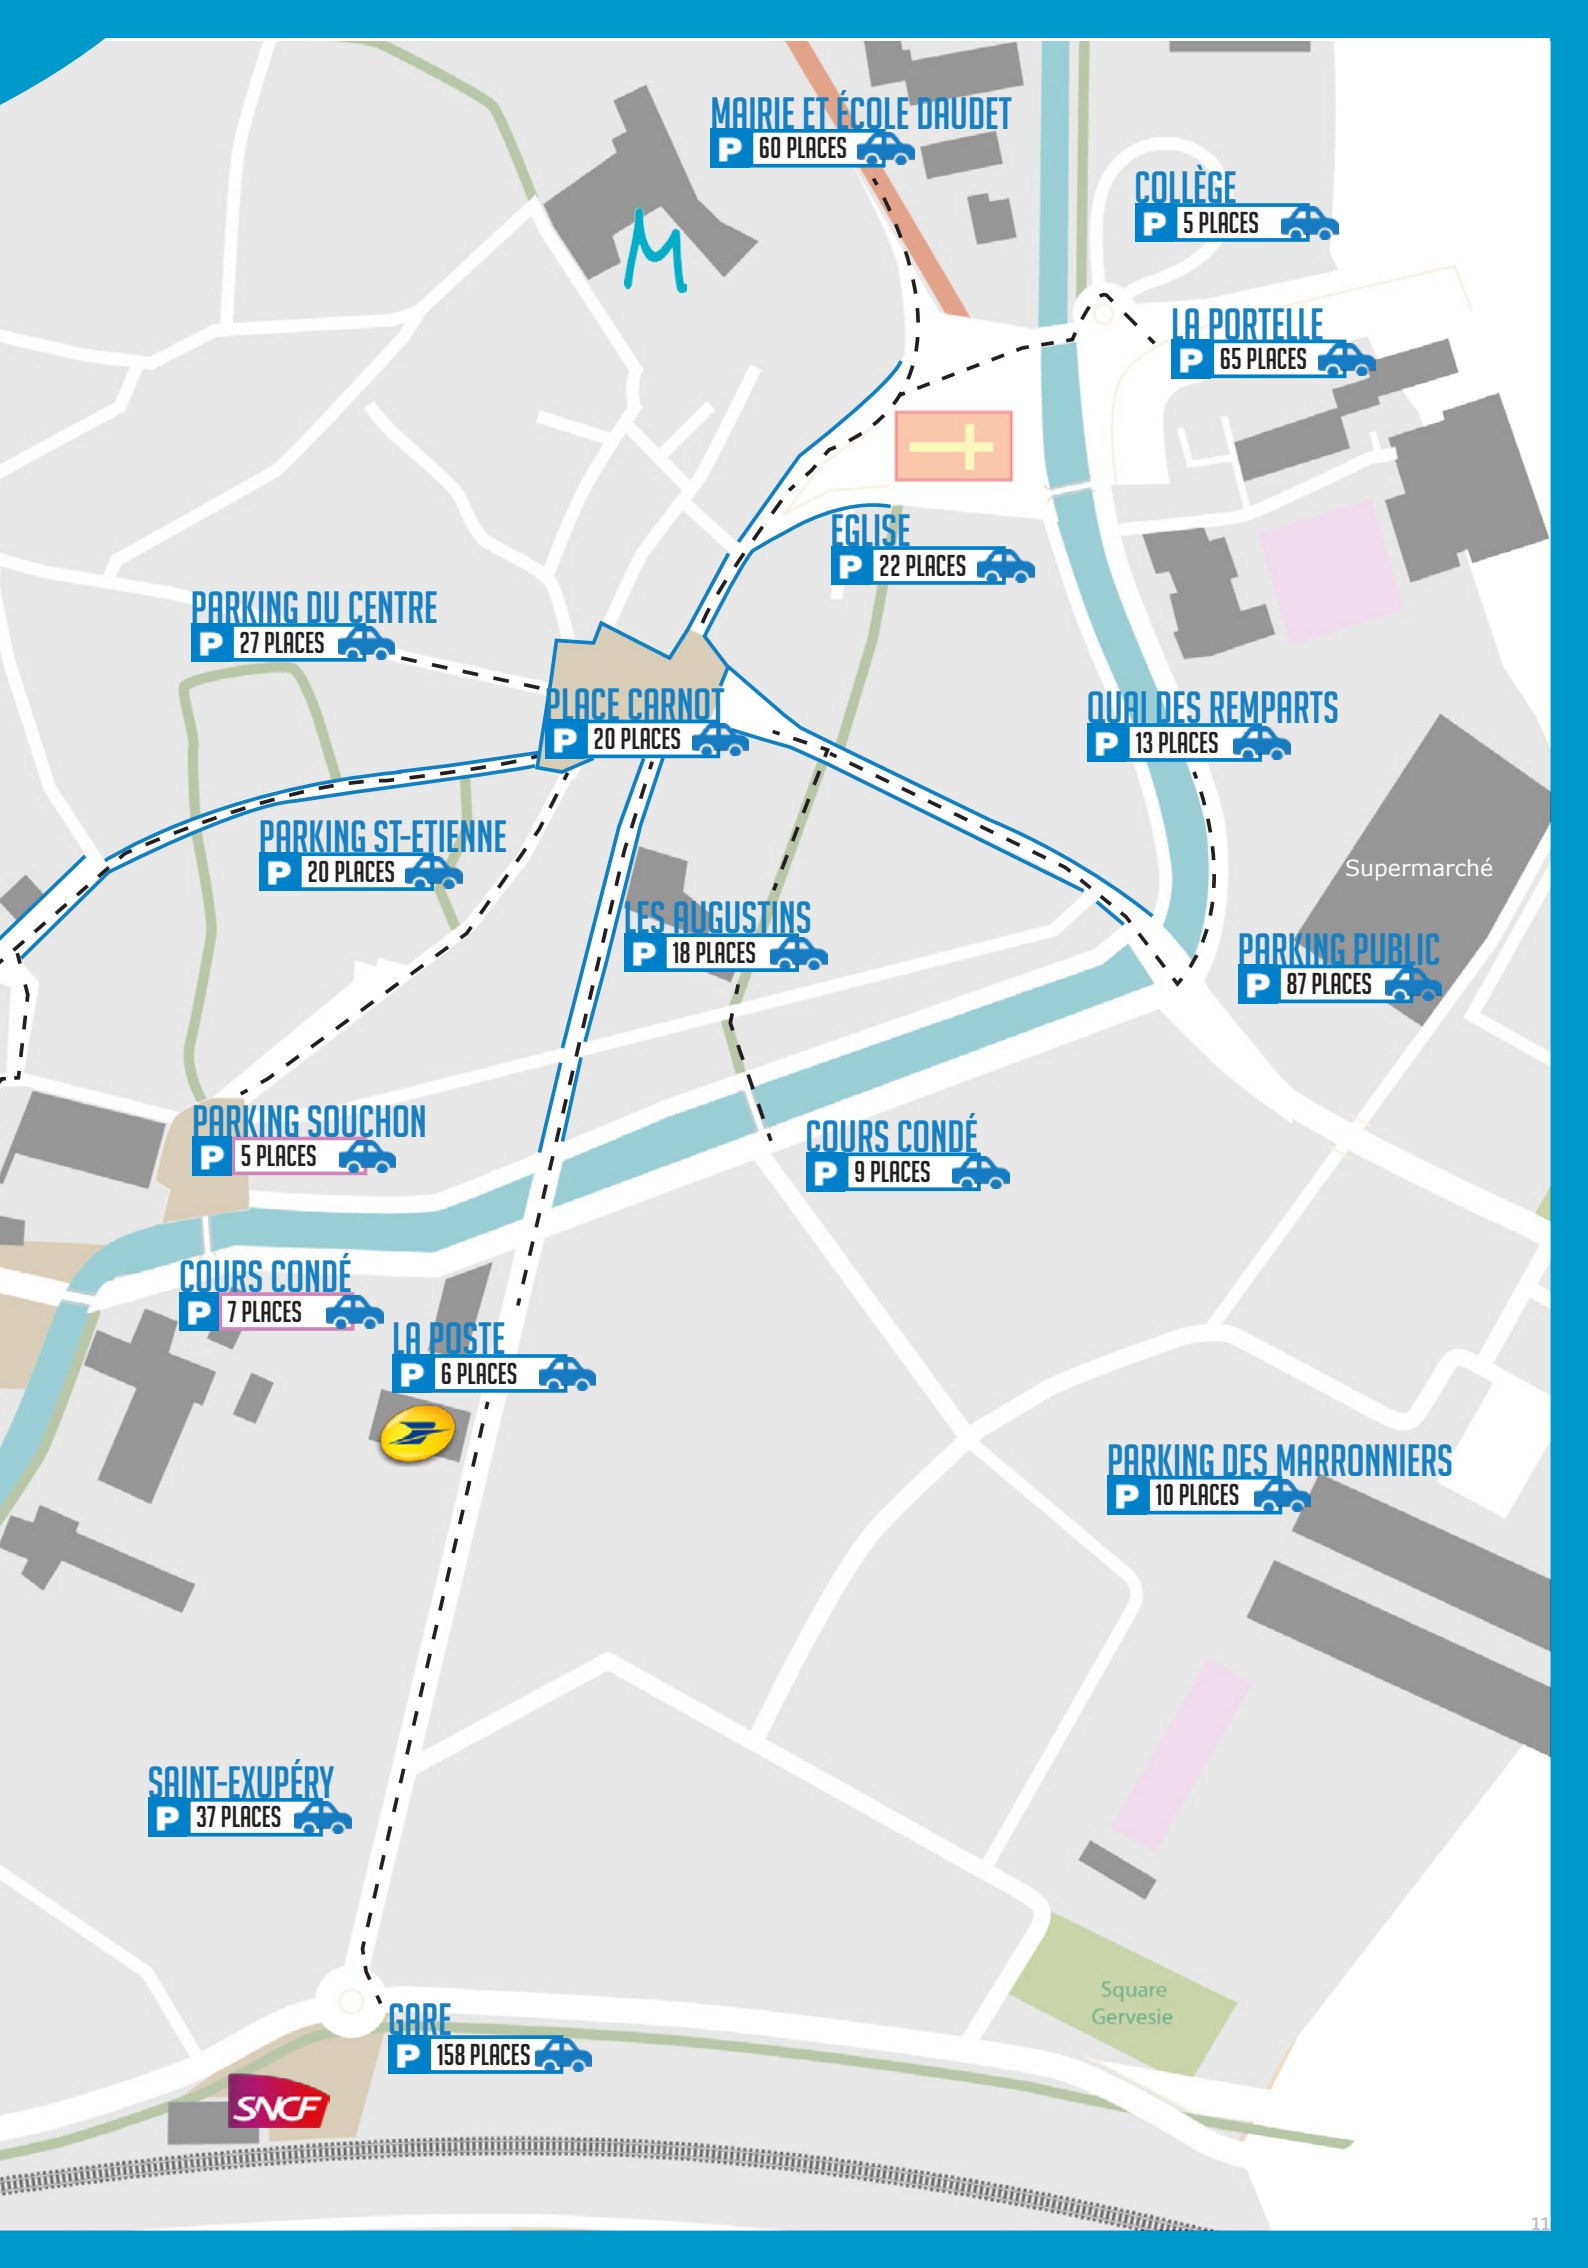 MAIRIE ET ÉCOLE DAUDET
P 60 PLACES
COLLÈGE
P 5 PLACES
M
LA PORTELLE
P 65 PLACES
EGLISE
P 22 PLACES
PARKING DU CENTRE
P 27 PLACES
PLACE CARNOT
P 20 PLACES
QUAI DES REMPARTS
P 13 PLACES
PARKING ST-ETIENNE
P 20 PLACES
Supermarché
LES AUGUSTINS
P 18 PLACES
PARKING PUBLIC
P 87 PLACES
PARKING SOUCHON
P 5 PLACES
COURS CONDÉ
P 9 PLACES
COURS CONDÉ
P 7 PLACES
LA POSTE
P 6 PLACES
PARKING DES MARRONNIERS
P 10 PLACES
SAINT-EXUPÉRY
P 37 PLACES
Square
Gervesie
GARE
P 158 PLACES
SNCF
11